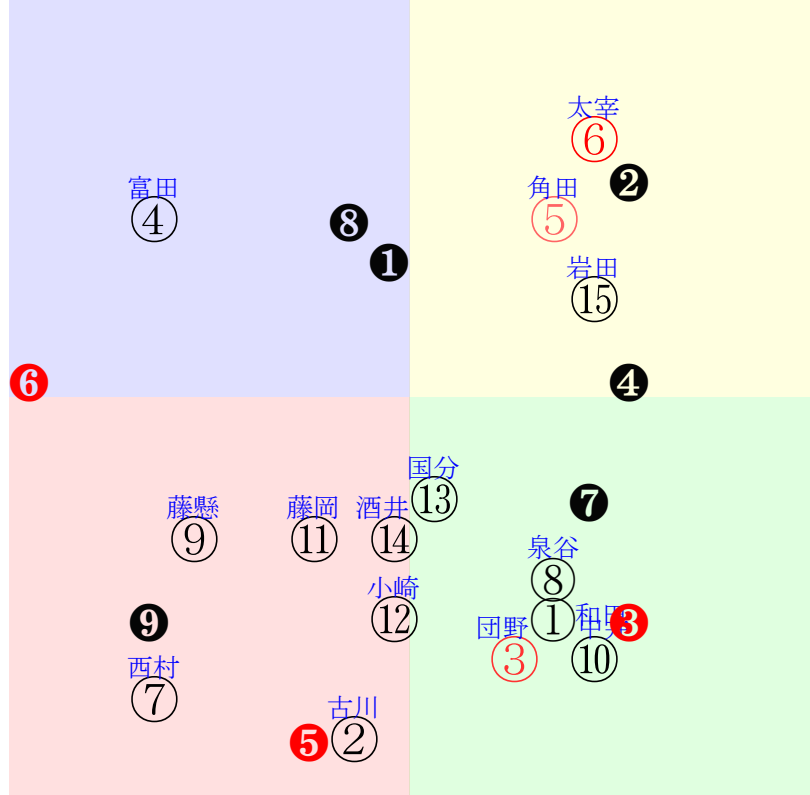 太宰
⑥
❷
富田
④
角田
⑤
❽
❶
岩田
⑮
❻
❹
国分
⑬
藤懸
⑨
藤岡
⑪
酒井
⑭
❼
泉谷
⑧
小崎
⑫
①
和田
❸
❾
団野
③
⑩
西村
⑦
古川
②
❺